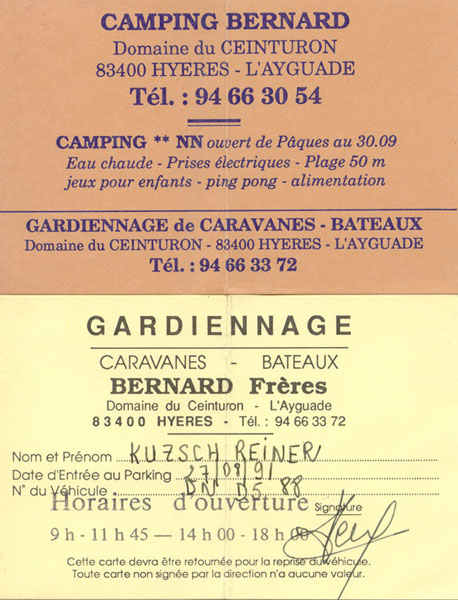 CAMPING BERNARD
Domaine du CEINTURON
83400 HYERES - L'AYGUADE
Tél. : 94 66 30 54
CAMPING ** NN ouvert de Pâques au 30.09
Eau chaude - Prises électriques - Plage 50 m
jeux pour enfants - ping pong - alimentation
GARDIENNAGE de CARAVANES - BATEAUX
Domaine du CEINTURON - 83400 HYERES - L'AYGUADE
Tél. : 94 66 33 72
GARDIENNAGE
CARAVANES - BATEAUX
BERNARD Frères
Domaine du Ceinturon - L'Ayguade
83400 HYERES - Tél. : 94 66 33 72
Nom et Prénom KUZSCH REINER
Date d'Entrée au Parking 27/08/91
N° du Véhicule DN DS 88
Horaires d'ouverture Signature
9 h - 11 h 45 — 14 h 00 - 18 h 00
Cette carte devra être retournée pour la reprise du véhicule.
Toute carte non signée par la direction n'a aucune valeur.